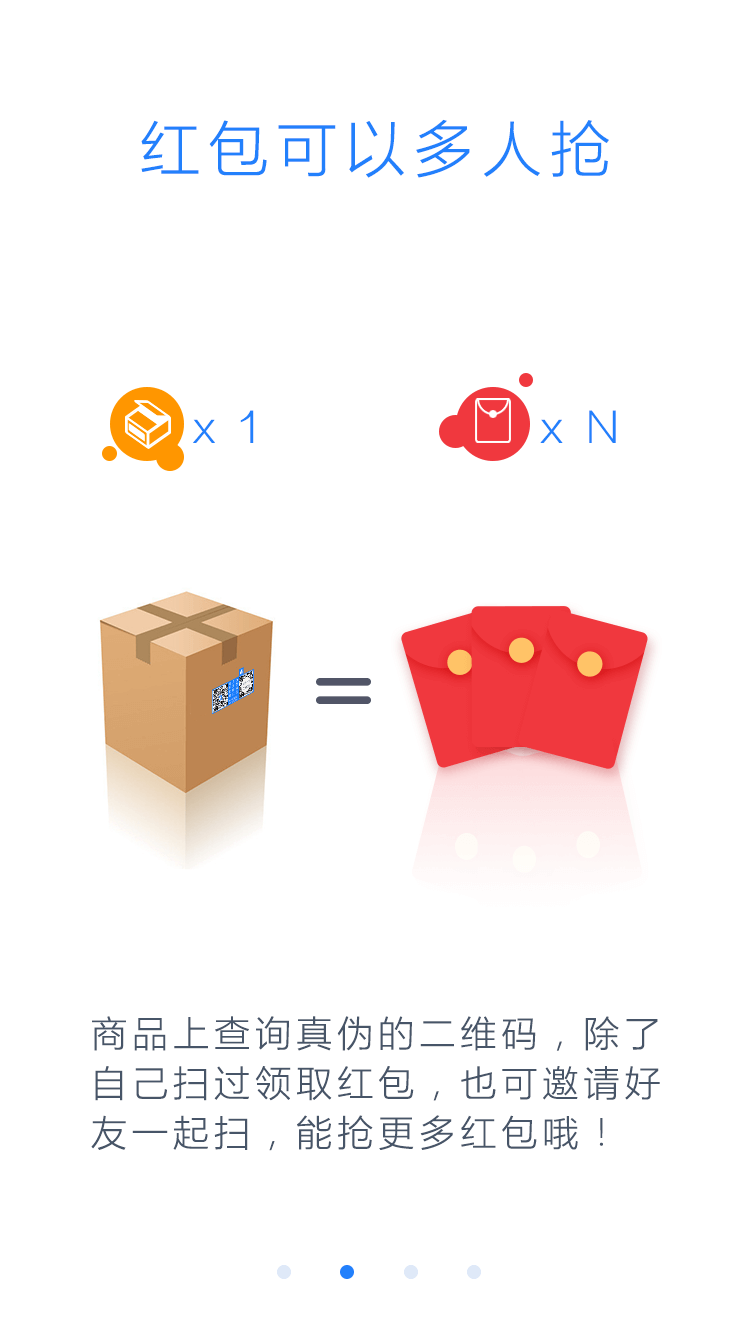 红包可以多人抢
x 1
x N
商品上查询真伪的二维码，除了
自己扫过领取红包，也可邀请好
友一起扫，能抢更多红包哦！